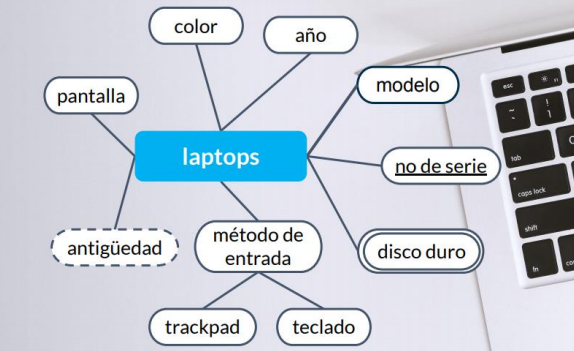 color
año
pantalla
modelo
laptops
no de serie
antigüedad
método de
entrada
disco duro
trackpad
teclado
esc
tab
caps lock
shift
fn